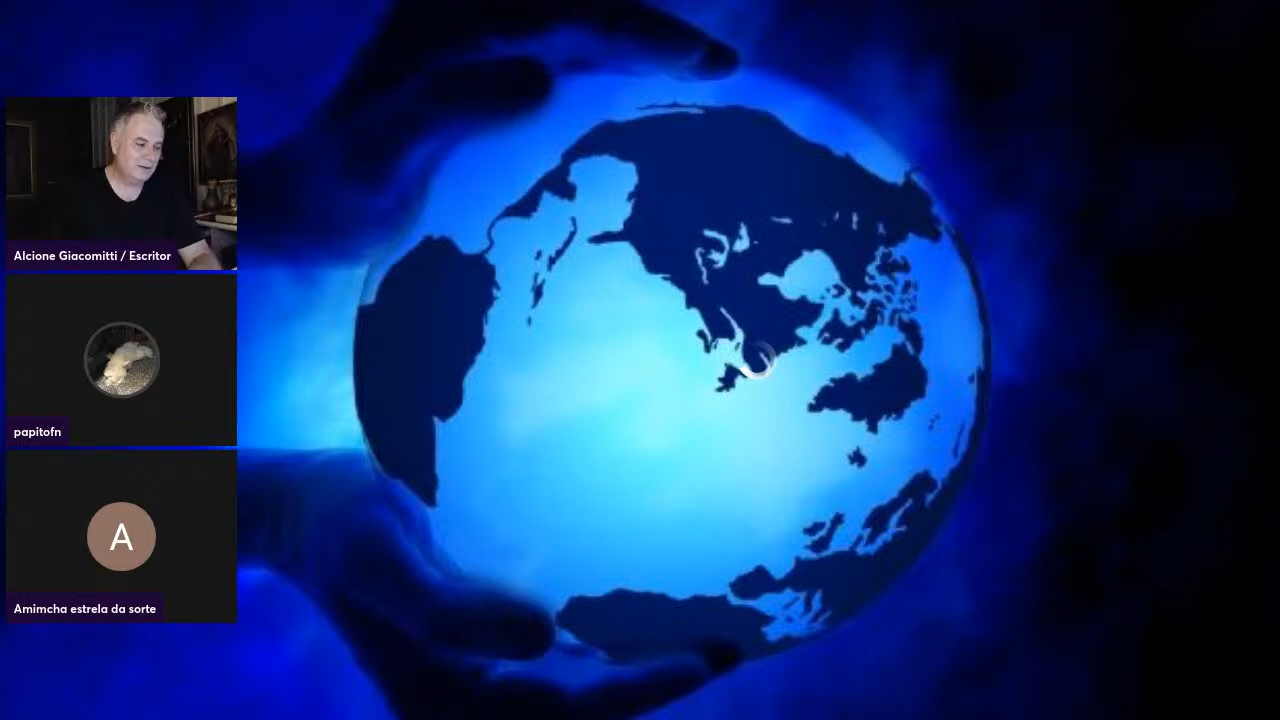 Alcione Giacomitti / Escritor
papitofn
A
Amimcha estrela da sorte